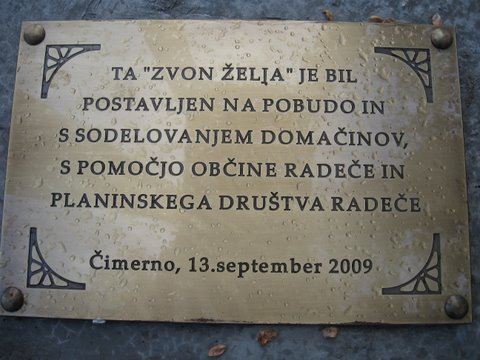 TA "ZVON ŽELJA" JE BIL
POSTAVLJEN NA POBUDO IN
S SODELOVANJEM DOMAČINOV,
S POMOČJO OBČINE RADEČE IN
PLANINSKEGA DRUŠTVA RADEČE
Čimerno, 13.september 2009